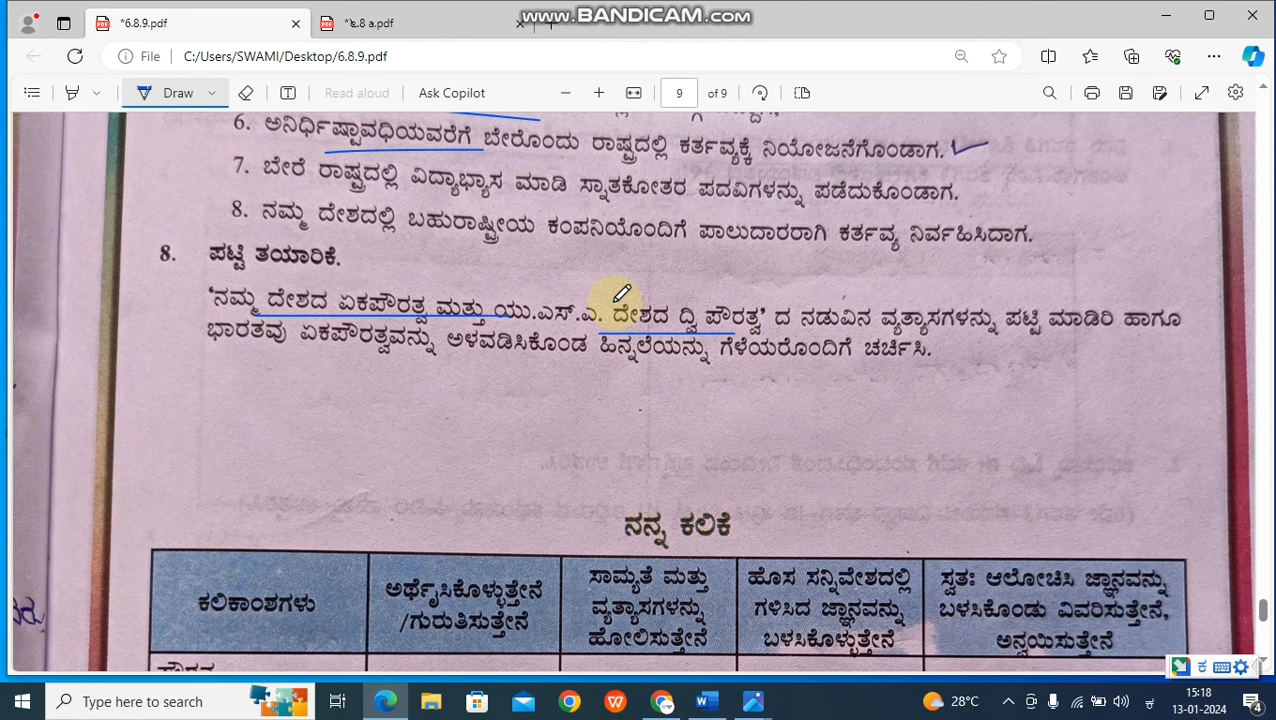 www.BANDICAM.com
*6.8.9.pdf
*೬.8 a.pdf
File
C:/Users/SWAMI/Desktop/6.8.9.pdf
Draw
Read aloud
Ask Copilot
9
of 9
6. ಅನಿರ್ಧಿಷ್ಟಾವಧಿಯವರೆಗೆ ಬೇರೊಂದು ರಾಷ್ಟ್ರದಲ್ಲಿ ಕರ್ತವ್ಯಕ್ಕೆ ನಿಯೋಜನೆಗೊಂಡಾಗ.
7. ಬೇರೆ ರಾಷ್ಟ್ರದಲ್ಲಿ ವಿದ್ಯಾಭ್ಯಾಸ ಮಾಡಿ ಸ್ನಾತಕೋತರ ಪದವಿಗಳನ್ನು ಪಡೆದುಕೊಂಡಾಗ.
8. ನಮ್ಮ ದೇಶದಲ್ಲಿ ಬಹುರಾಷ್ಟ್ರೀಯ ಕಂಪನಿಯೊಂದಿಗೆ ಪಾಲುದಾರರಾಗಿ ಕರ್ತವ್ಯ ನಿರ್ವಹಿಸಿದಾಗ.
8. ಪಟ್ಟಿ ತಯಾರಿಕೆ.
'ನಮ್ಮ ದೇಶದ ಏಕಪೌರತ್ವ ಮತ್ತು ಯು.ಎಸ್.ಎ. ದೇಶದ ದ್ವಿ ಪೌರತ್ವ' ದ ನಡುವಿನ ವ್ಯತ್ಯಾಸಗಳನ್ನು ಪಟ್ಟಿ ಮಾಡಿರಿ ಹಾಗೂ
ಭಾರತವು ಏಕಪೌರತ್ವವನ್ನು ಅಳವಡಿಸಿಕೊಂಡ ಹಿನ್ನಲೆಯನ್ನು ಗೆಳೆಯರೊಂದಿಗೆ ಚರ್ಚಿಸಿ.
ನನ್ನ ಕಲಿಕೆ
ಕಲಿಕಾಂಶಗಳು
ಅರ್ಥೈಸಿಕೊಳ್ಳುತ್ತೇನೆ
/ಗುರುತಿಸುತ್ತೇನೆ
ಸಾಮ್ಯತೆ ಮತ್ತು
ವ್ಯತ್ಯಾಸಗಳನ್ನು
ಹೋಲಿಸುತ್ತೇನೆ
ಹೊಸ ಸನ್ನಿವೇಶದಲ್ಲಿ
ಗಳಿಸಿದ ಜ್ಞಾನವನ್ನು
ಬಳಸಿಕೊಳ್ಳುತ್ತೇನೆ
ಸ್ವತಃ ಆಲೋಚಿಸಿ ಜ್ಞಾನವನ್ನು
ಬಳಸಿಕೊಂಡು ವಿವರಿಸುತ್ತೇನೆ,
ಅನ್ವಯಿಸುತ್ತೇನೆ
Type here to search
28°C
15:18
13-01-2024
4